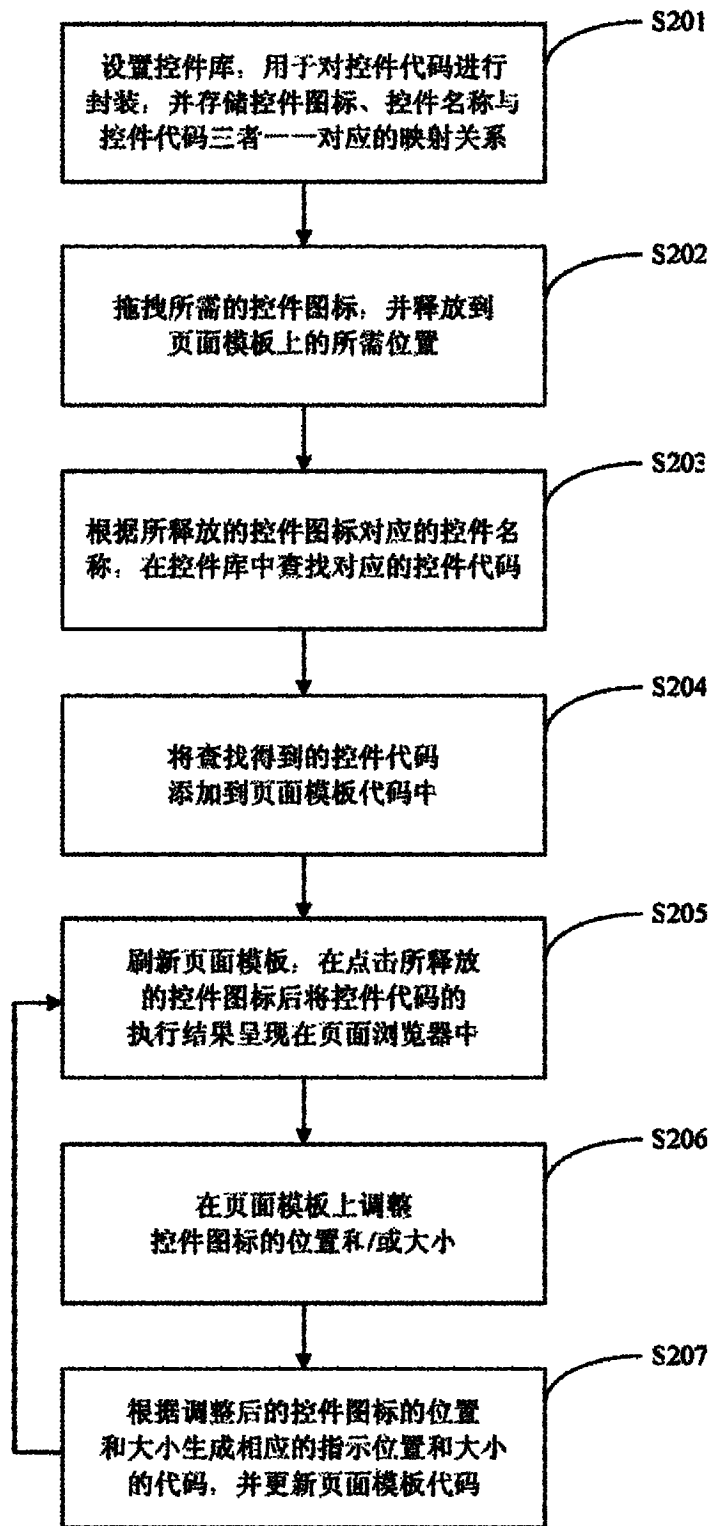 S201
设置控件库，用于对控件代码进行
封装，并存储控件图标、控件名称与
控件代码三者一一对应的映射关系
S202
拖拽所需的控件图标，并释放到
页面模板上的所需位置
S203
根据所释放的控件图标对应的控件名
称，在控件库中查找对应的控件代码
S204
将查找得到的控件代码
添加到页面模板代码中
S205
刷新页面模板，在点击所释放
的控件图标后将控件代码的
执行结果呈现在页面浏览器中
S206
在页面模板上调整
控件图标的位置和/或大小
S207
根据调整后的控件图标的位置
和大小生成相应的指示位置和大小
的代码，并更新页面模板代码